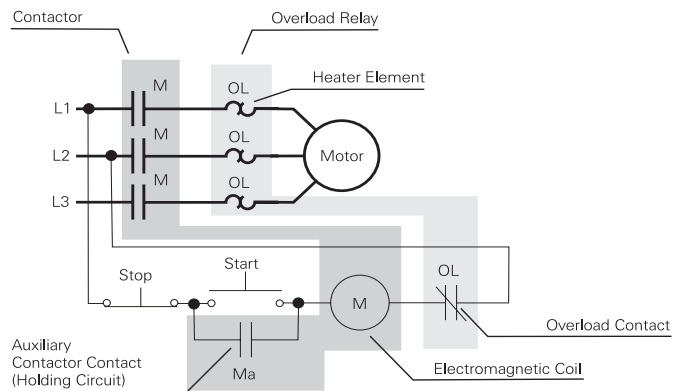 Contactor
Overload Relay
M
OL
Heater Element
L1
M
OL
L2
Motor
M
OL
L3
Stop
Start
OL
M
Overload Contact
Auxiliary
Contactor Contact
(Holding Circuit)
Ma
Electromagnetic Coil